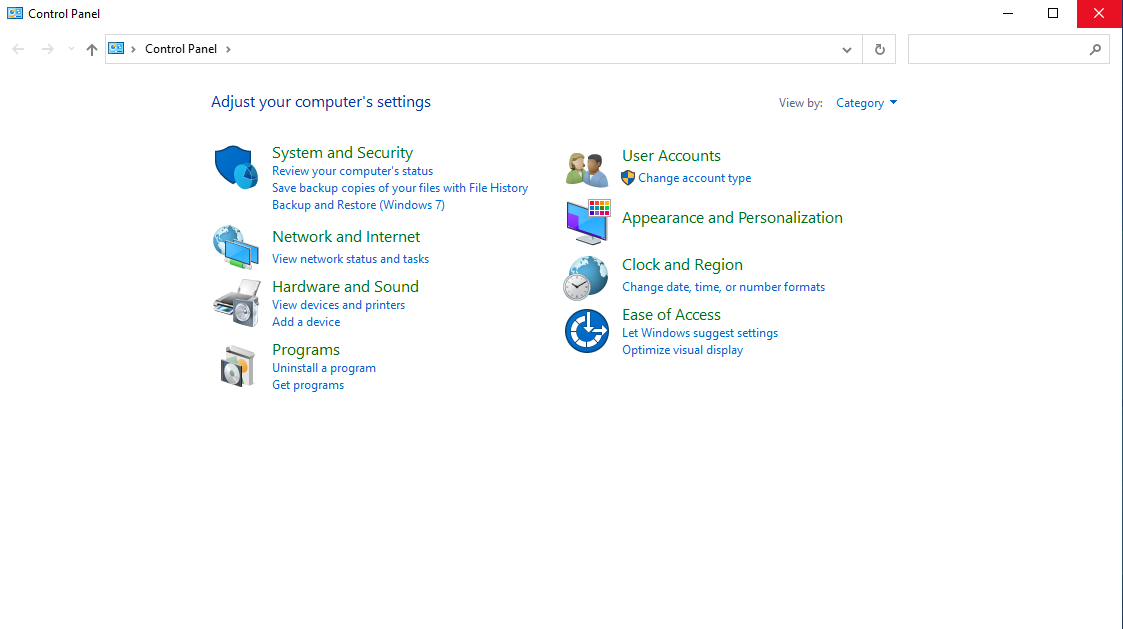 Control Panel
Control Panel
Adjust your computer's settings
View by: Category
System and Security
Review your computer's status
Save backup copies of your files with File History
Backup and Restore (Windows 7)
Network and Internet
View network status and tasks
Hardware and Sound
View devices and printers
Add a device
Programs
Uninstall a program
Get programs
User Accounts
Change account type
Appearance and Personalization
Clock and Region
Change date, time, or number formats
Ease of Access
Let Windows suggest settings
Optimize visual display